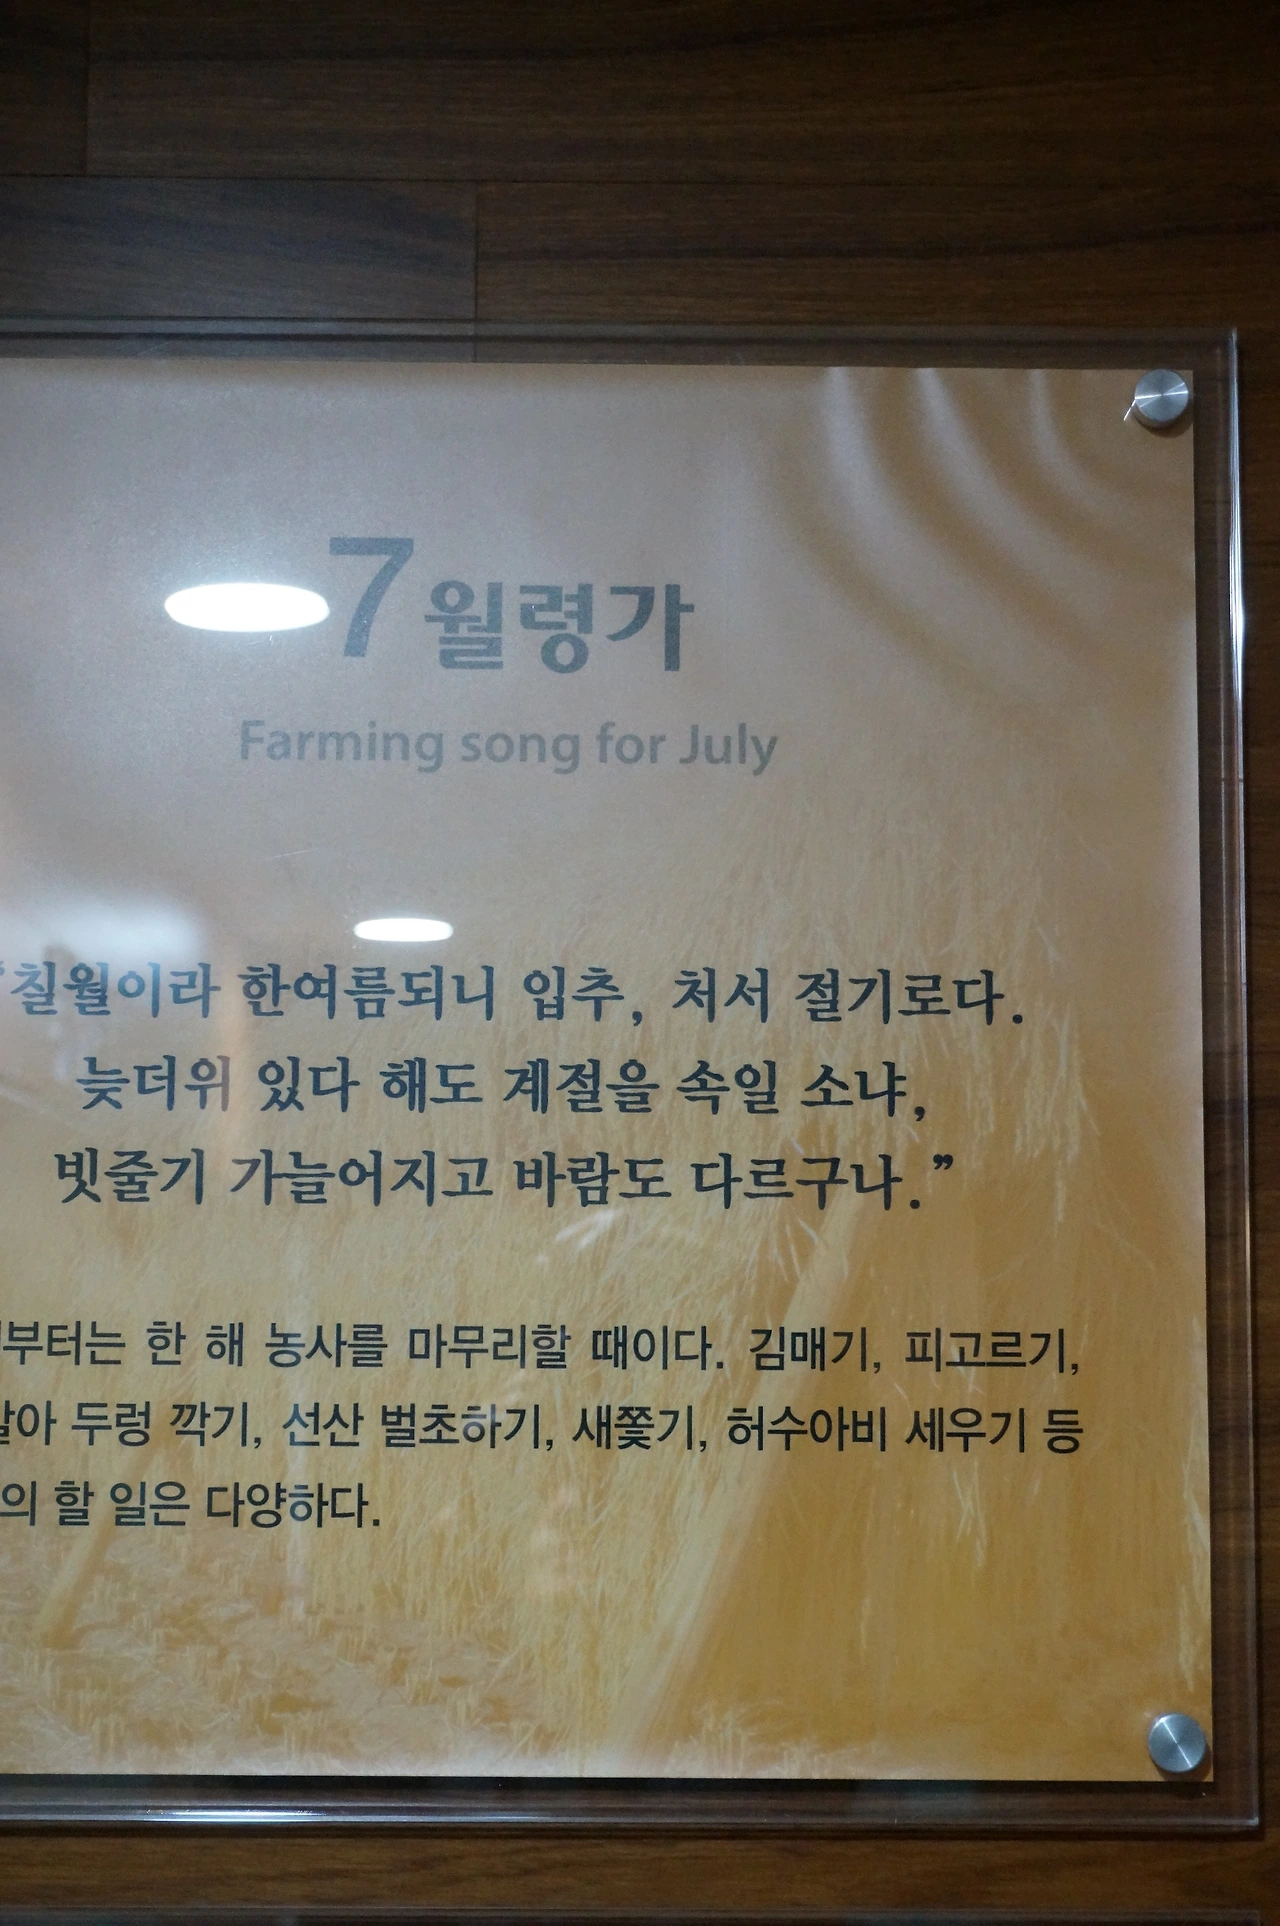 7월령가
Farming song for July
“칠월이라 한여름되니 입추, 처서 절기로다.
늦더위 있다 해도 계절을 속일 소냐,
빗줄기 가늘어지고 바람도 다르구나.”
한 해 농사를 마무리할 때이다. 김매기, 피고르기,
두렁 깍기, 선산 벌초하기, 새쫓기, 허수아비 세우기 등
할 일은 다양하다.